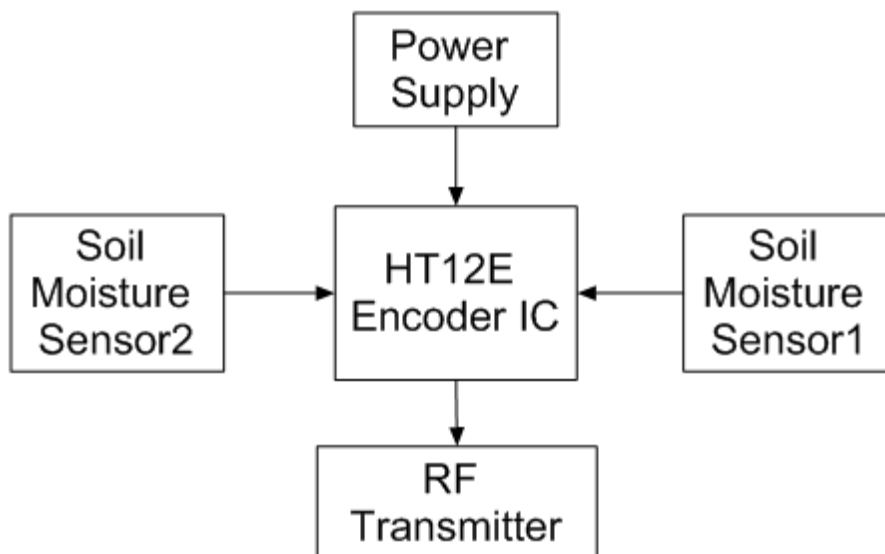 Power
Supply
Soil
Moisture
Sensor2
HT12E
Encoder IC
Soil
Moisture
Sensor1
RF
Transmitter